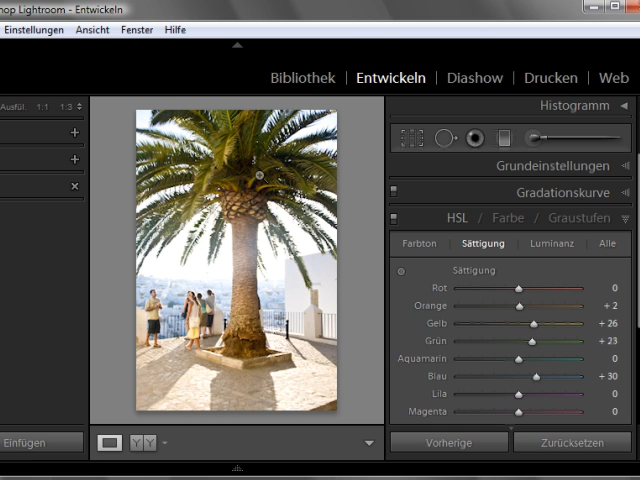 hop Lightroom - Entwickeln
Einstellungen Ansicht Fenster Hilfe
Bibliothek | Entwickeln | Diashow | Drucken | Web
Ausfül. 1:1 1:3
Histogramm
Grundeinstellungen
Gradationskurve
HSL / Farbe / Graustufen
Farbton Sättigung Luminanz Alle
Sättigung
Rot 0
Orange + 2
Gelb + 26
Grün + 23
Aquamarin 0
Blau + 30
Lila 0
Magenta 0
Einfügen
YY
Vorherige Zurücksetzen